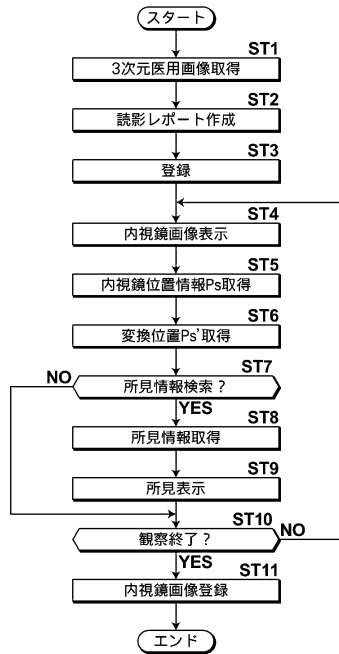 スタート
ST1
3次元医用画像取得
ST2
読影レポート作成
ST3
登録
ST4
内視鏡画像表示
ST5
内視鏡位置情報Ps取得
ST6
変換位置Ps'取得
ST7
NO
所見情報検索?
YES
ST8
所見情報取得
ST9
所見表示
ST10
観察終了?
NO
YES
ST11
内視鏡画像登録
エンド